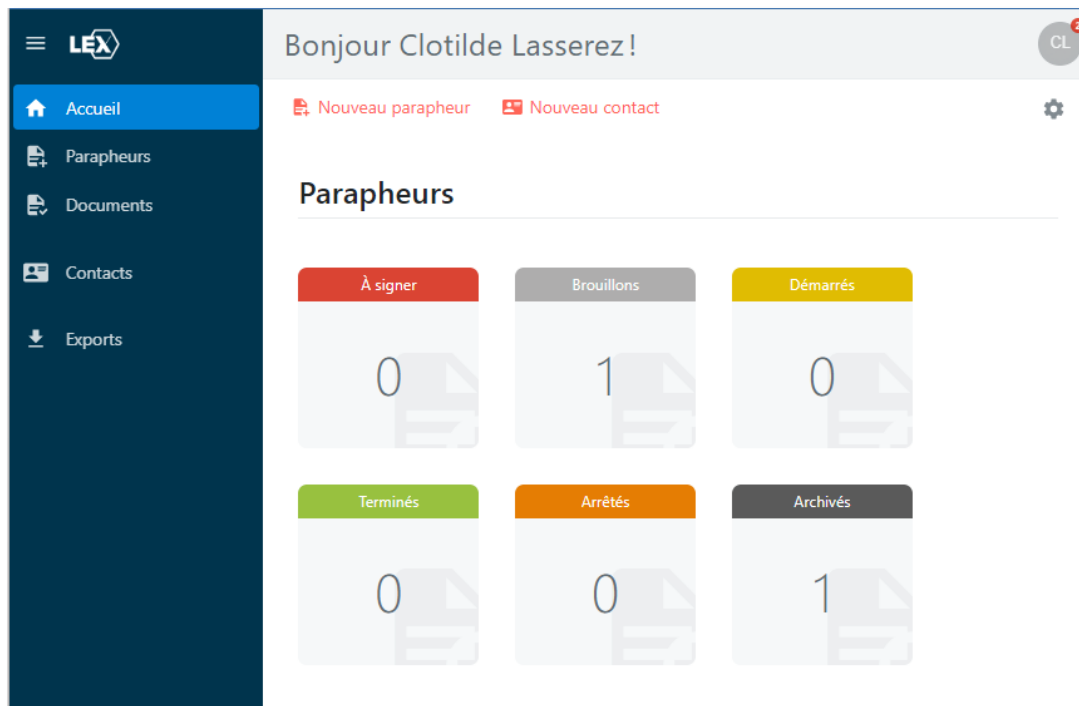 LEX
Bonjour Clotilde Lasserez !
CL
Accueil
Nouveau parapheur
Nouveau contact
Parapheurs
Documents
Contacts
Exports
Parapheurs
À signer
Brouillons
Démarrés
0
1
0
Terminés
Arrêtés
Archivés
0
0
1